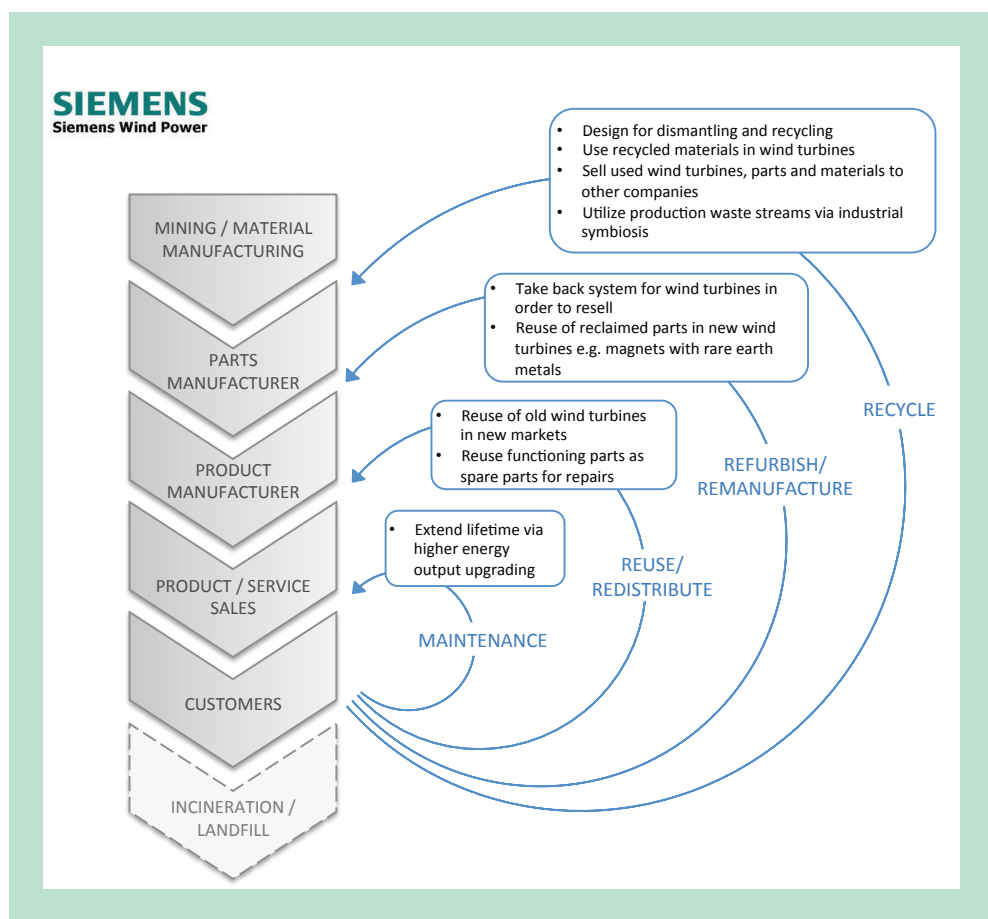 SIEMENS
Siemens Wind Power
• Design for dismantling and recycling
• Use recycled materials in wind turbines
• Sell used wind turbines, parts and materials to
other companies
• Utilize production waste streams via industrial
symbiosis
MINING / MATERIAL
MANUFACTURING
• Take back system for wind turbines in
order to resell
• Reuse of reclaimed parts in new wind
turbines e.g. magnets with rare earth
metals
PARTS
MANUFACTURER
RECYCLE
• Reuse of old wind turbines
in new markets
• Reuse functioning parts as
spare parts for repairs
PRODUCT
MANUFACTURER
REFURBISH/
REMANUFACTURE
• Extend lifetime via
higher energy
output upgrading
PRODUCT / SERVICE
SALES
REUSE/
REDISTRIBUTE
MAINTENANCE
CUSTOMERS
INCINERATION /
LANDFILL